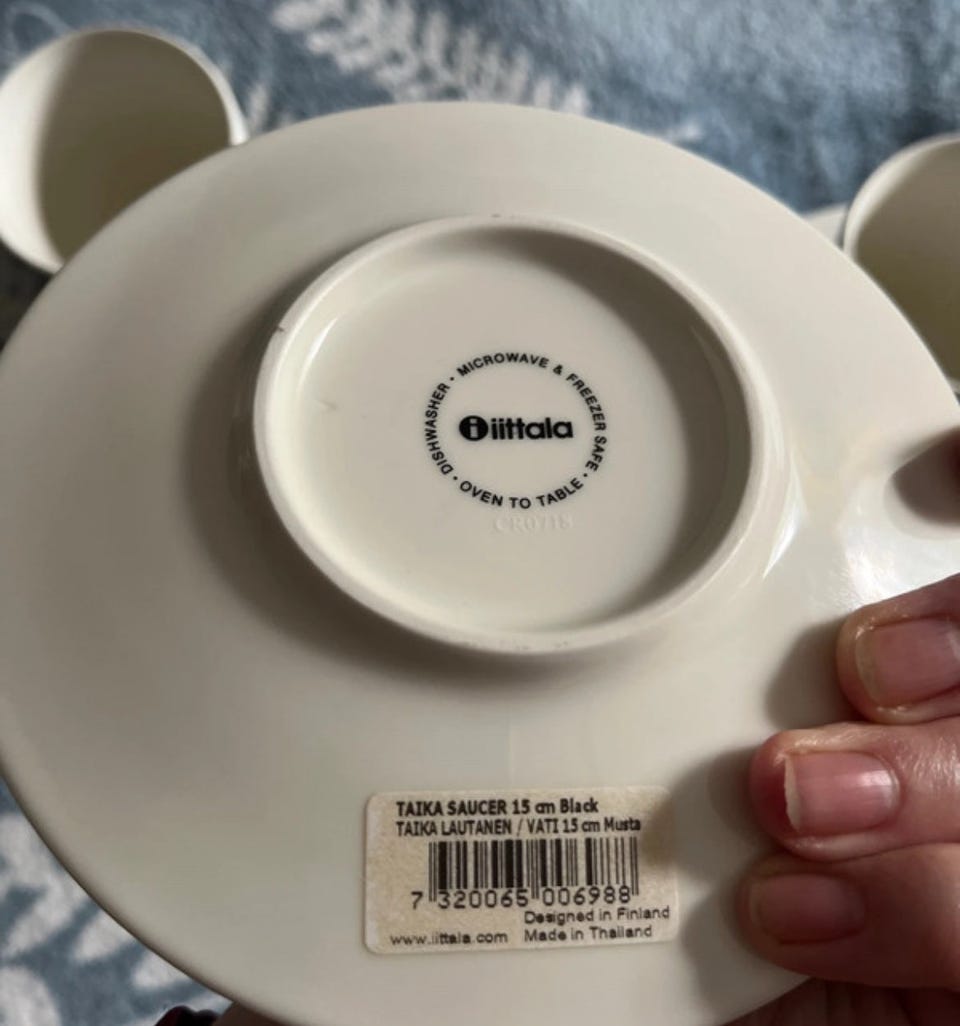 DISHWASHER · MICROWAVE & FREEZER SAFE · OVEN TO TABLE ·
iittala
CR0718
TAIKA SAUCER 15 cm Black
TAIKA LAUTANEN / VATI 15 cm Musta
7 320065 006988
Designed in Finland
www.iittala.com Made in Thailand